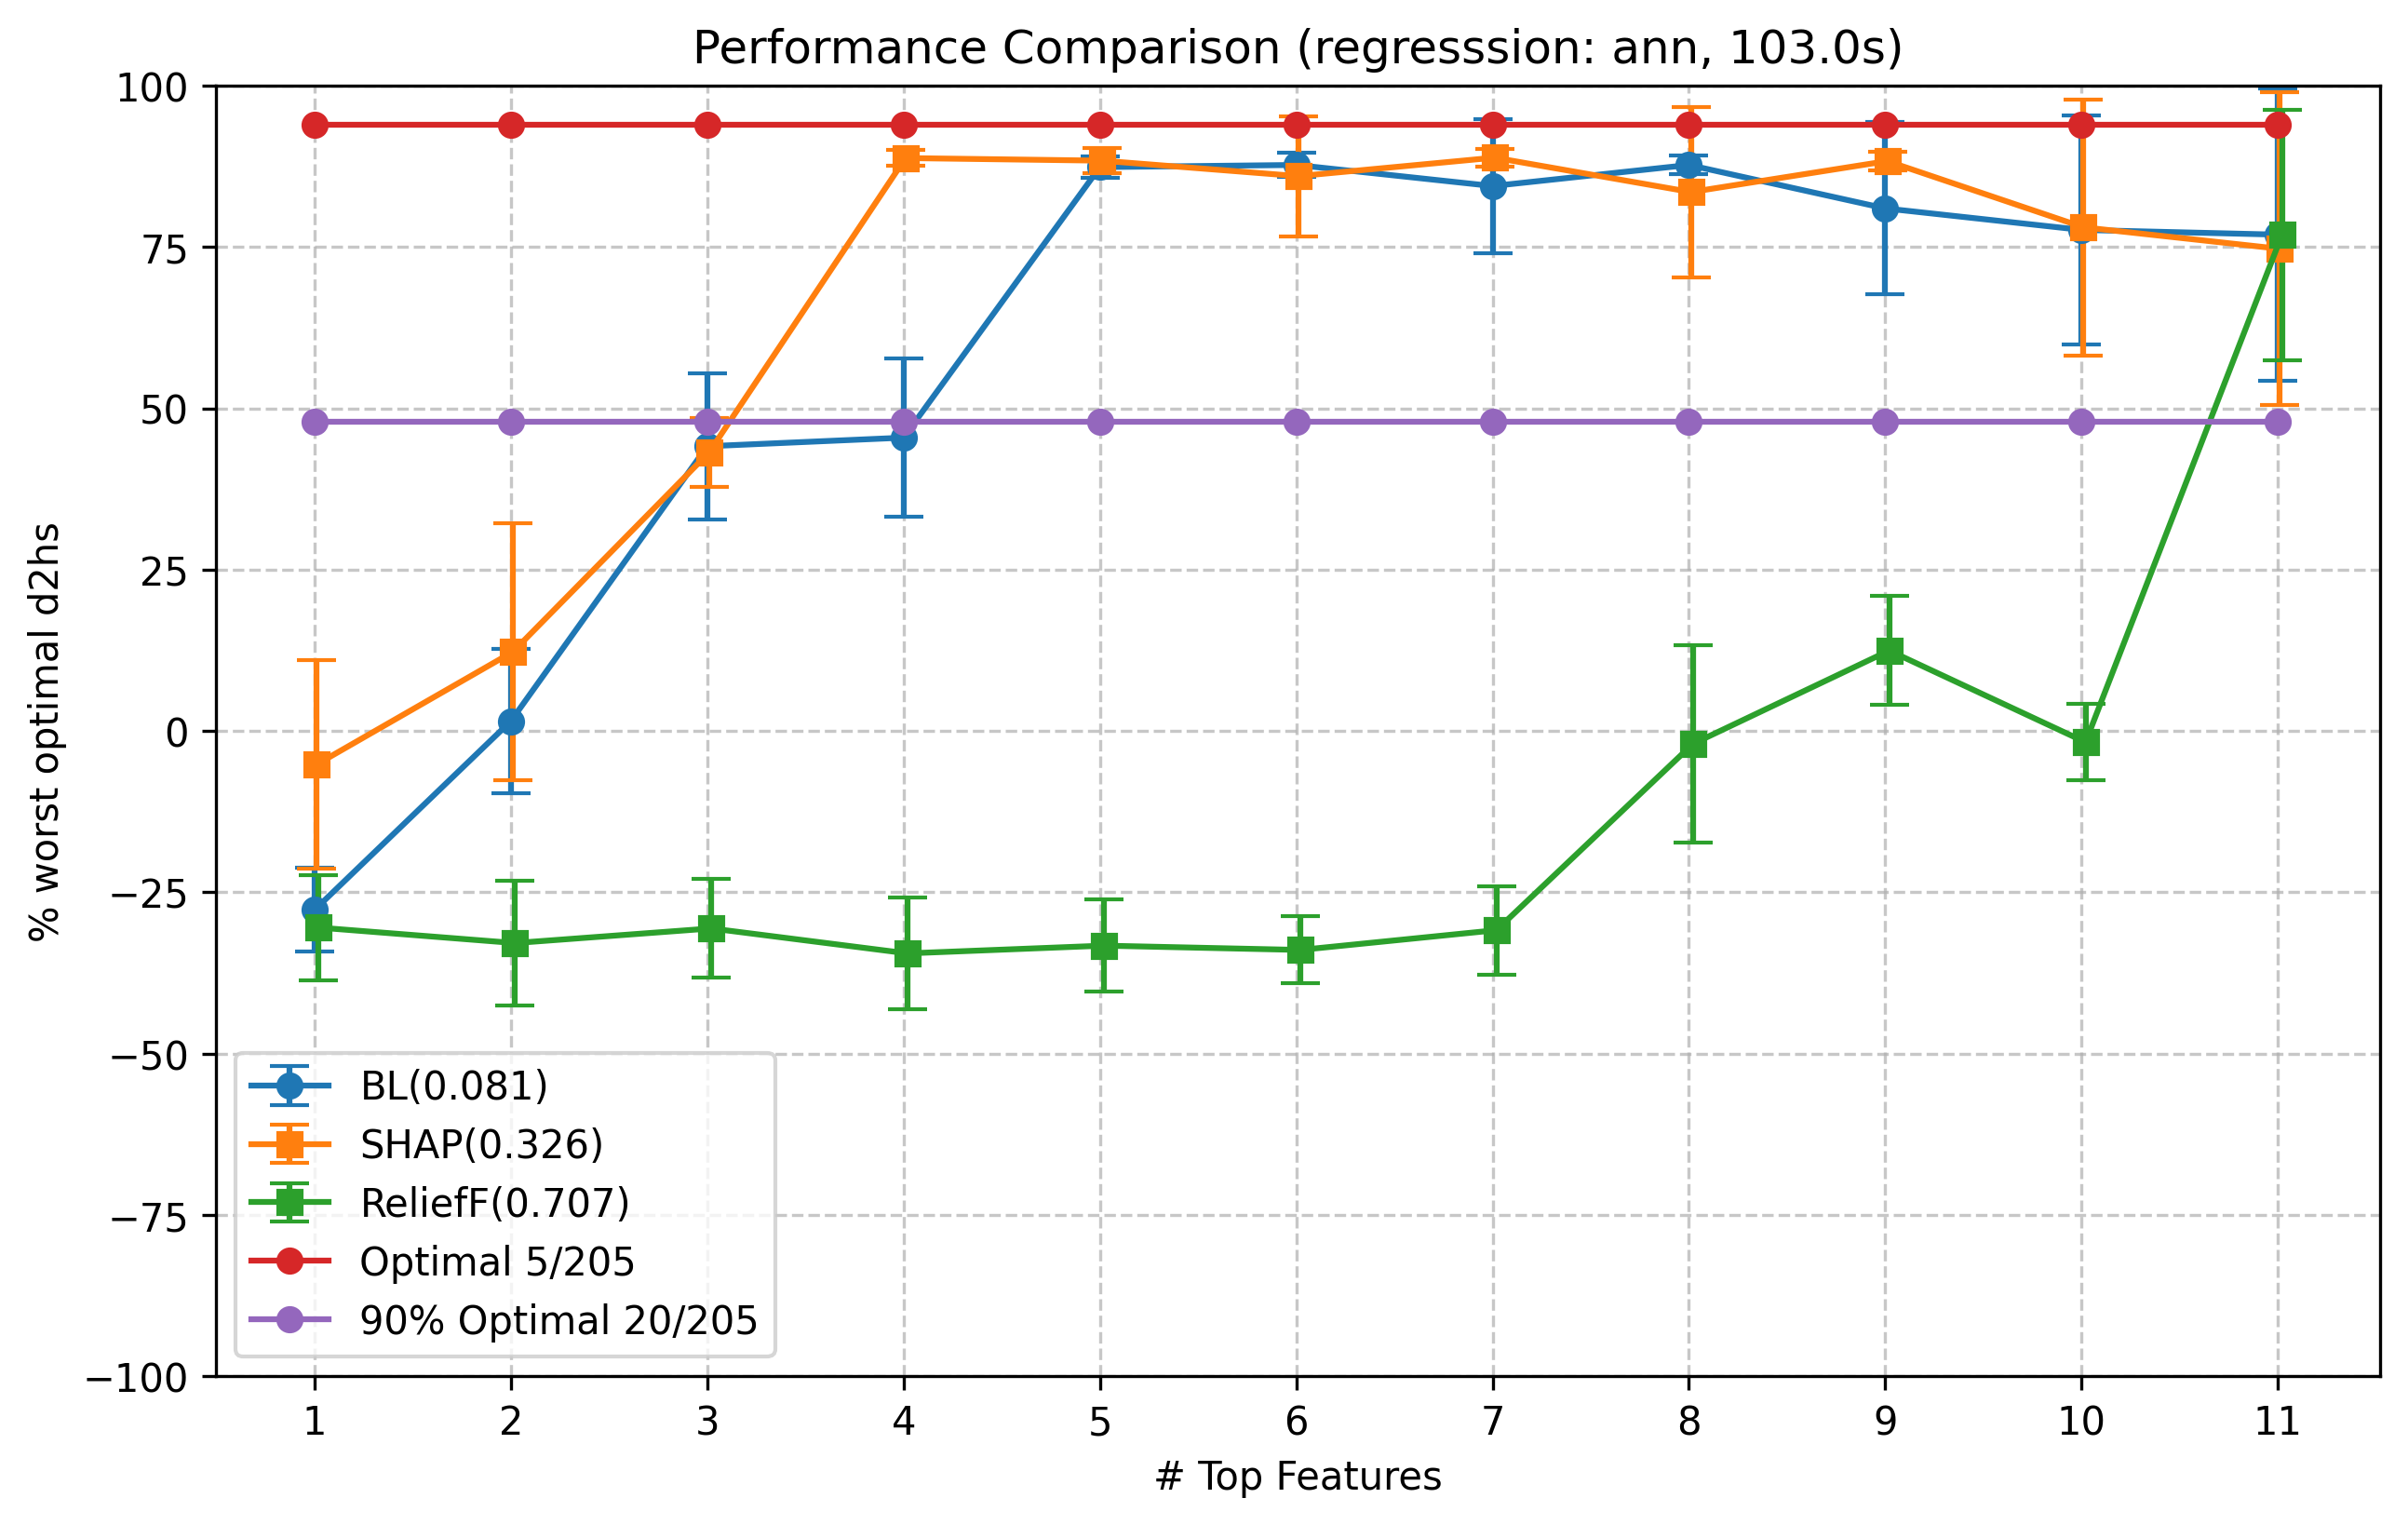 Performance Comparison (regresssion: ann, 103.0s)
% worst optimal d2hs
100
75
50
25
0
−25
−50
−75
−100
BL(0.081)
SHAP(0.326)
ReliefF(0.707)
Optimal 5/205
90% Optimal 20/205
1 2 3 4 5 6 7 8 9 10 11
# Top Features